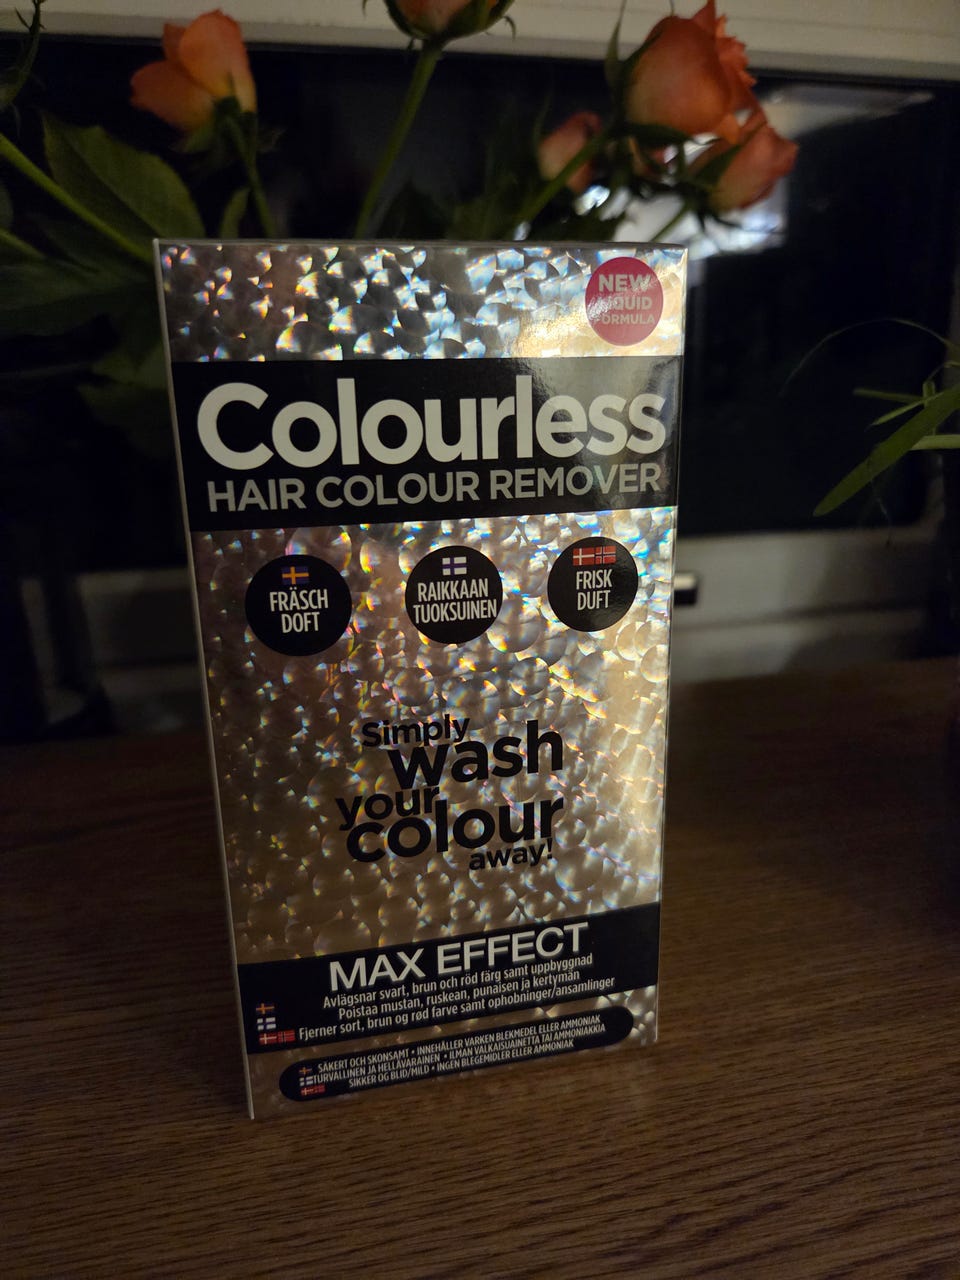 NEW
LIQUID
FORMULA
Colourless
HAIR COLOUR REMOVER
FRÄSCH
DOFT
RAIKKAAN
TUOKSUINEN
FRISK
DUFT
Simply
wash
your
colour
away!
MAX EFFECT
Avlägsnar svart, brun och röd färg samt uppbyggnad
Poistaa mustan, ruskean, punaisen ja kertymän
Fjerner sort, brun og rød farve samt ophobninger/ansamlinger
SÄKERT OCH SKONSAMT • INNEHÅLLER VARKEN BLEKMEDEL ELLER AMMONIAK
TURVALLINEN JA HELLÄVARAINEN • ILMAN VALKAISUAINETTA TAI AMMONIAKKIA
SIKKER OG BLID/MILD • INGEN BLEGEMIDLER ELLER AMMONIAK